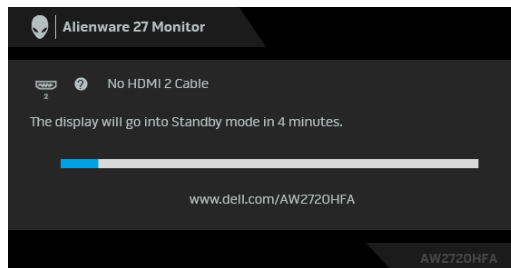 Alienware 27 Monitor
? No HDMI 2 Cable
2
The display will go into Standby mode in 4 minutes.
www.dell.com/AW2720HFA
AW2720HFA